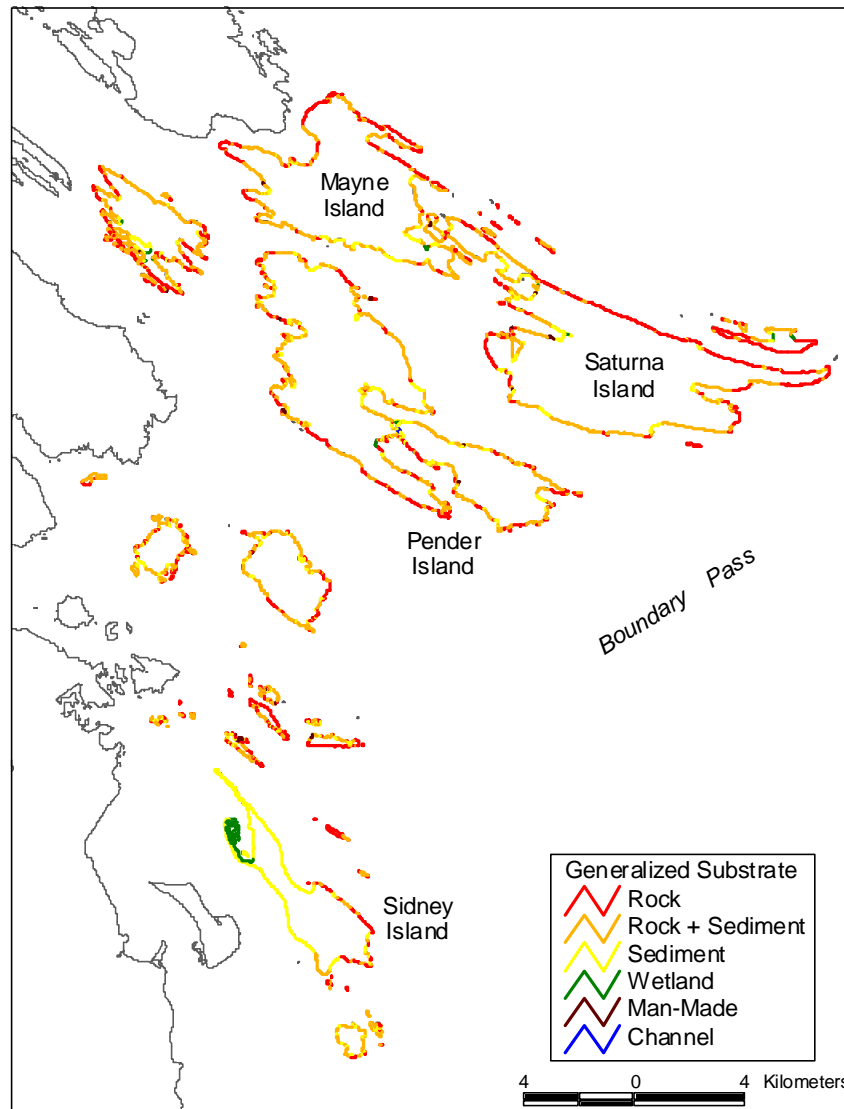 Mayne
Island
Saturna
Island
Pender
Island
Boundary Pass
Sidney
Island
Generalized Substrate
Rock
Rock + Sediment
Sediment
Wetland
Man-Made
Channel
4 0 4 Kilometers